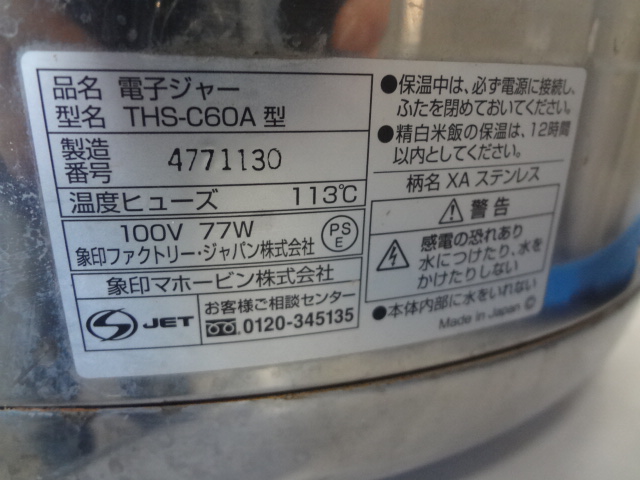 品名 電子ジャー
型名 THS-C60A 型
製造番号 4771130
温度ヒューズ 113℃
100V 77W
PS
E
象印ファクトリー・ジャパン株式会社
象印マホービン株式会社
JET
お客様ご相談センター
0120-345135
●保温中は、必ず電源に接続し、
ふたを閉めておいてください。
●精白米飯の保温は、12時間
以内としてください。
柄名 XA ステンレス
警告
感電の恐れあり
水につけたり、水を
かけたりしない
●本体内部に水をいれない
Made in Japan ©